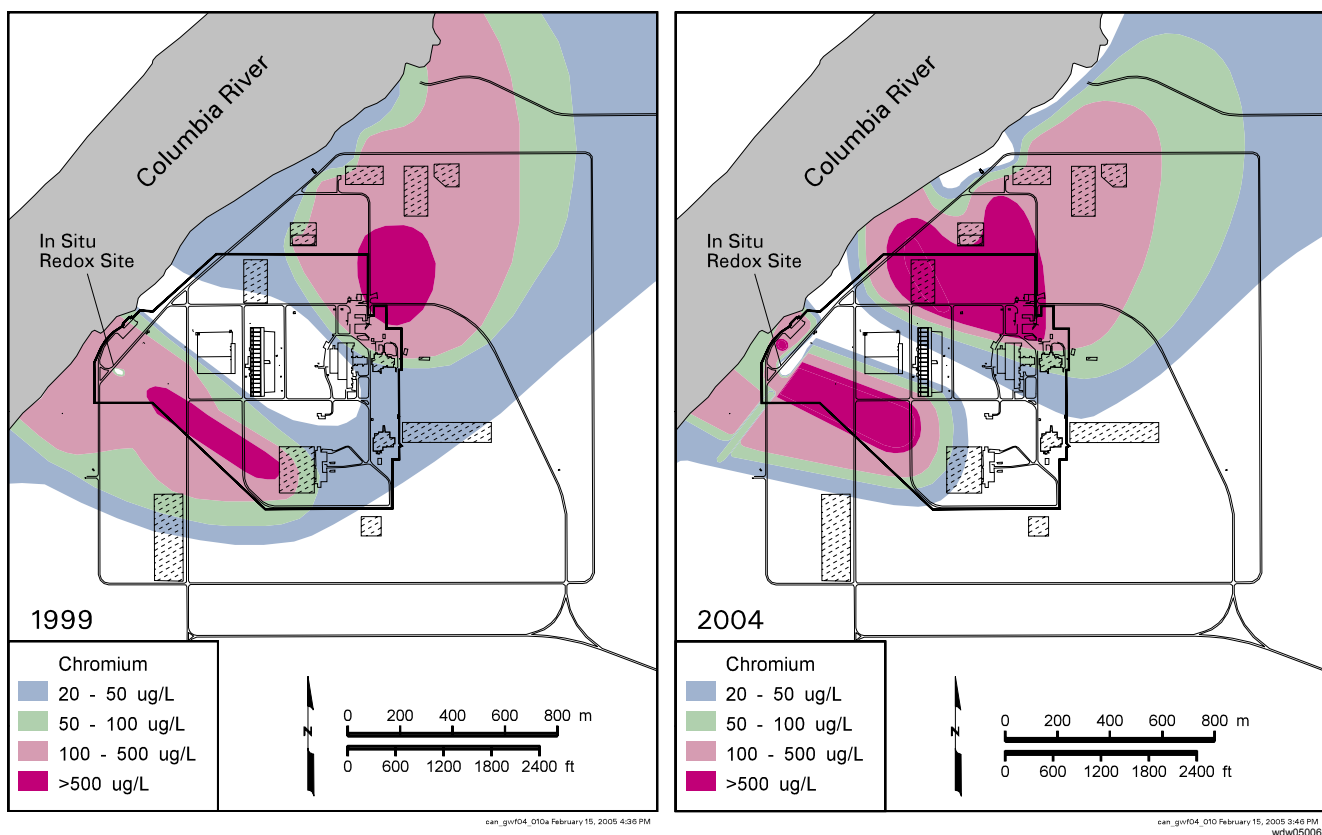 Columbia River
In Situ
Redox Site
1999
Chromium
20 - 50 ug/L
50 - 100 ug/L
100 - 500 ug/L
>500 ug/L
N
0 200 400 600 800 m
0 600 1200 1800 2400 ft
can_gwf04_010a February 15, 2005 4:36 PM
Columbia River
In Situ
Redox Site
2004
Chromium
20 - 50 ug/L
50 - 100 ug/L
100 - 500 ug/L
>500 ug/L
N
0 200 400 600 800 m
0 600 1200 1800 2400 ft
can_gwf04_010 February 15, 2005 3:46 PM
wdw05006